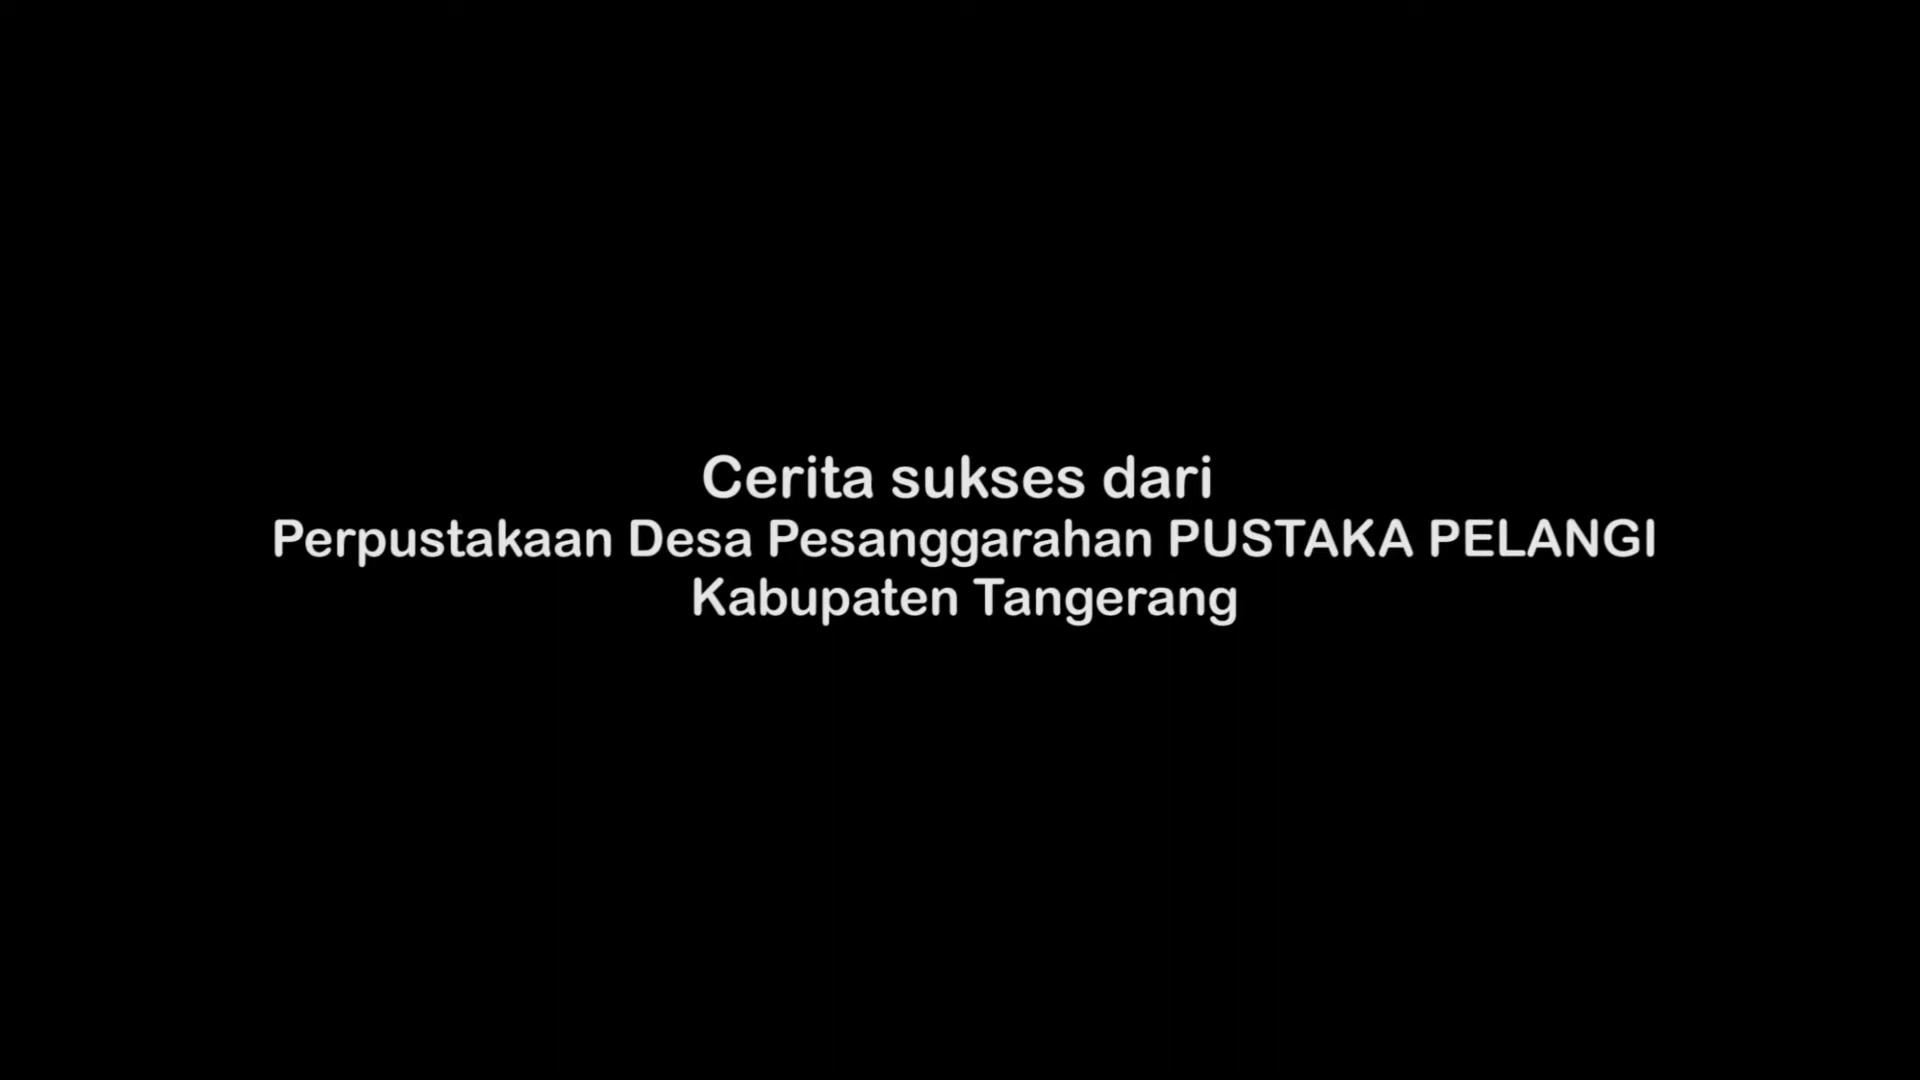 Cerita sukses dari
Perpustakaan Desa Pesanggarahan PUSTAKA PELANGI
Kabupaten Tangerang